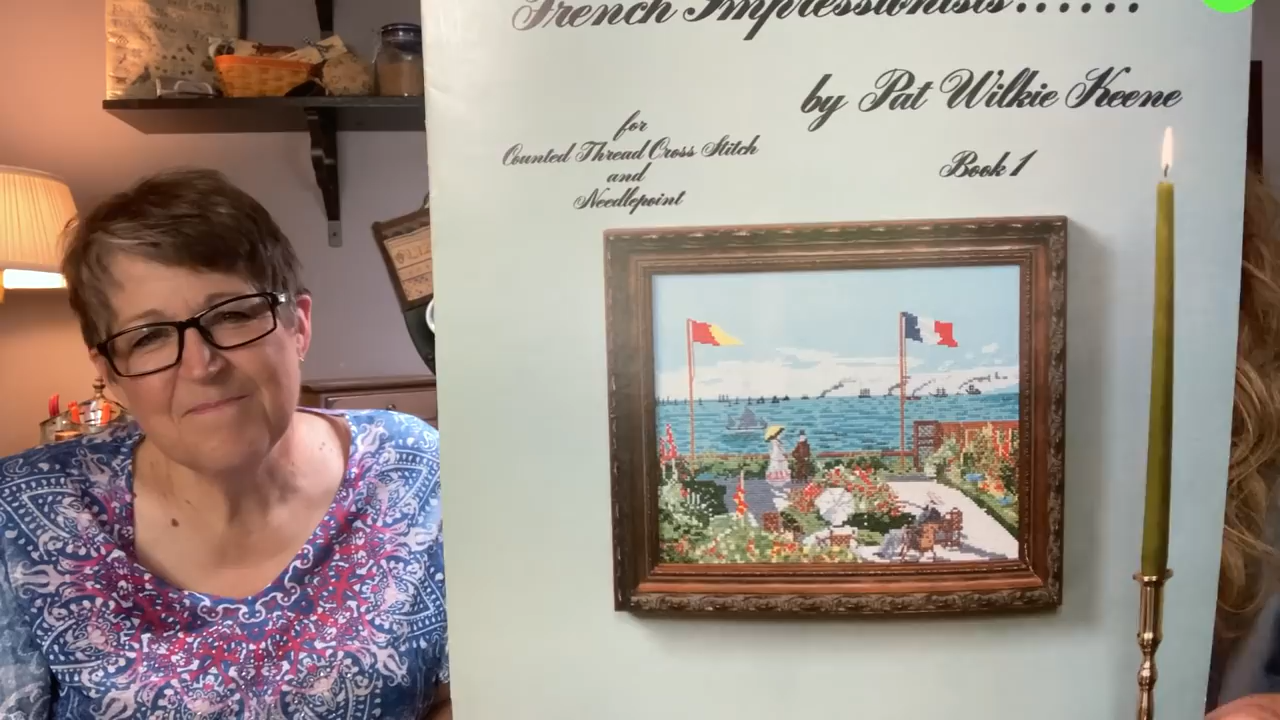 French Impressionists......
by Pat Wilkie Keene
for
Counted Thread Cross Stitch
and
Needlepoint
Book 1